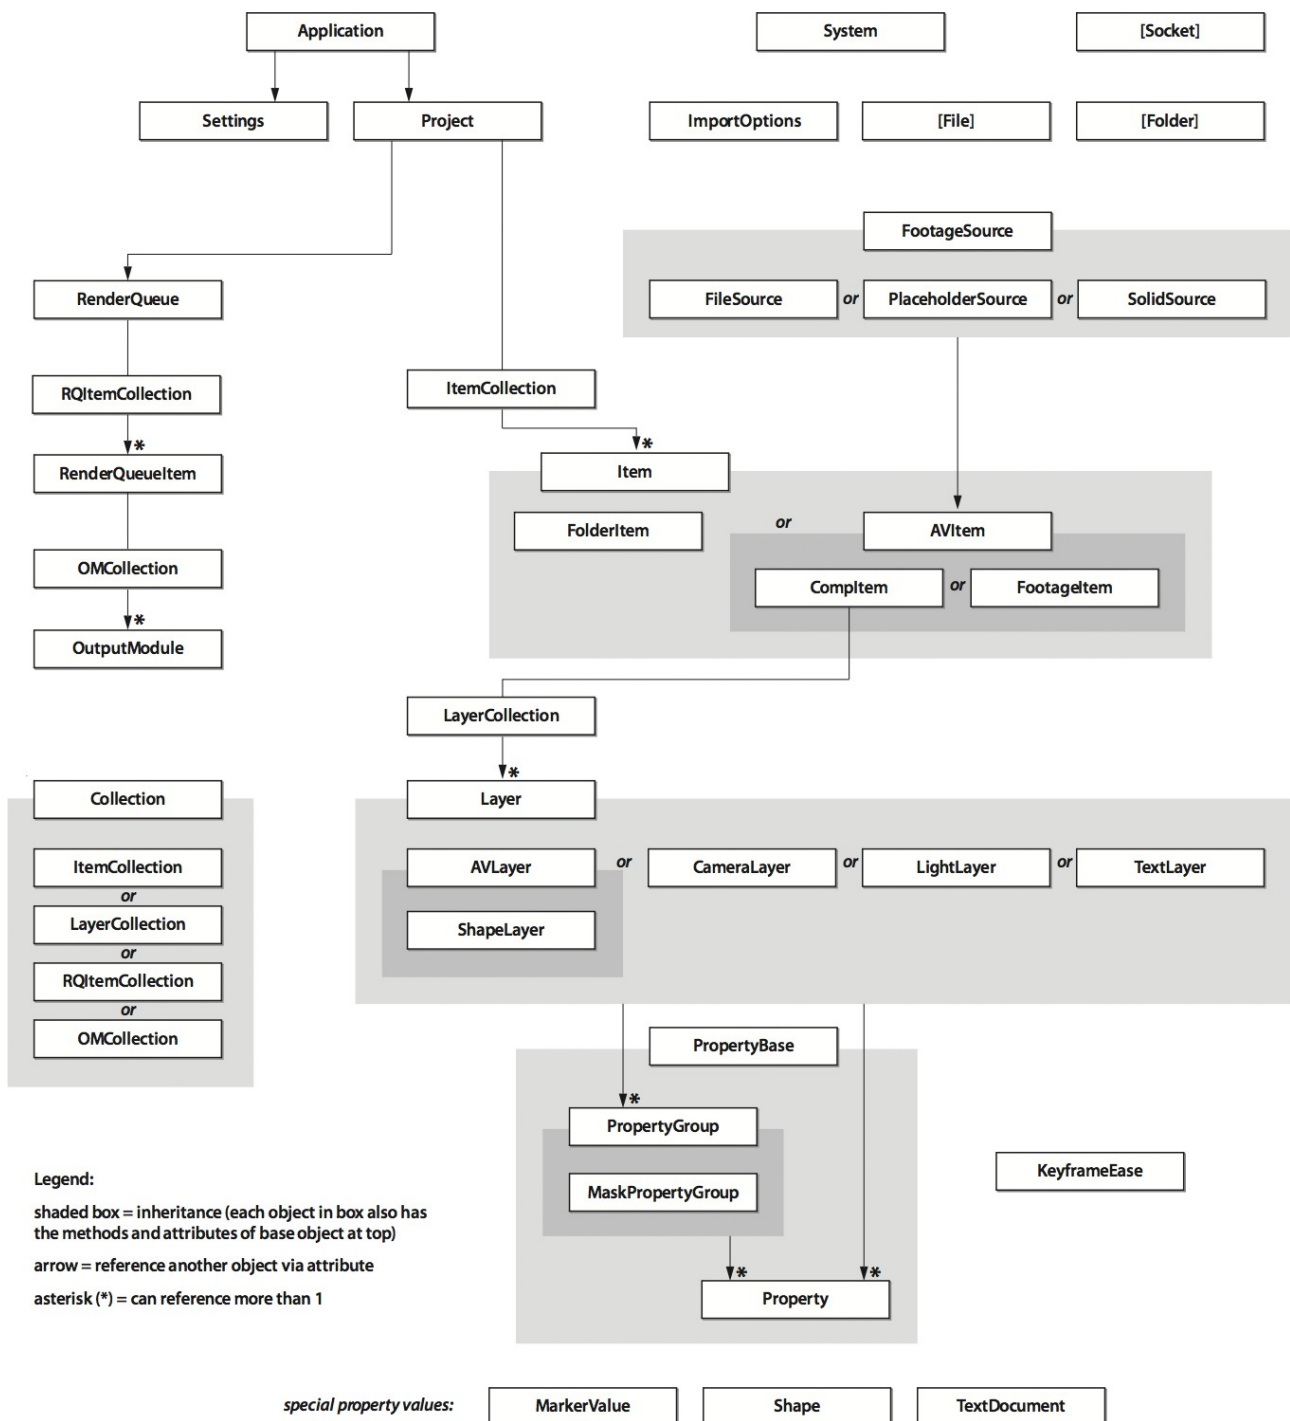 Application
System
[Socket]
Settings
Project
ImportOptions
[File]
[Folder]
FootageSource
FileSource
or
PlaceholderSource
or
SolidSource
RenderQueue
RQItemCollection
*
RenderQueueItem
OMCollection
*
OutputModule
ItemCollection
*
Item
FolderItem
or
AVItem
CompItem
or
FootageItem
LayerCollection
*
Layer
AVLayer
or
CameraLayer
or
LightLayer
or
TextLayer
ShapeLayer
Collection
ItemCollection
or
LayerCollection
or
RQItemCollection
or
OMCollection
PropertyBase
*
PropertyGroup
MaskPropertyGroup
*
*
Property
KeyframeEase
Legend:
shaded box = inheritance (each object in box also has
the methods and attributes of base object at top)
arrow = reference another object via attribute
asterisk (*) = can reference more than 1
special property values:
MarkerValue
Shape
TextDocument